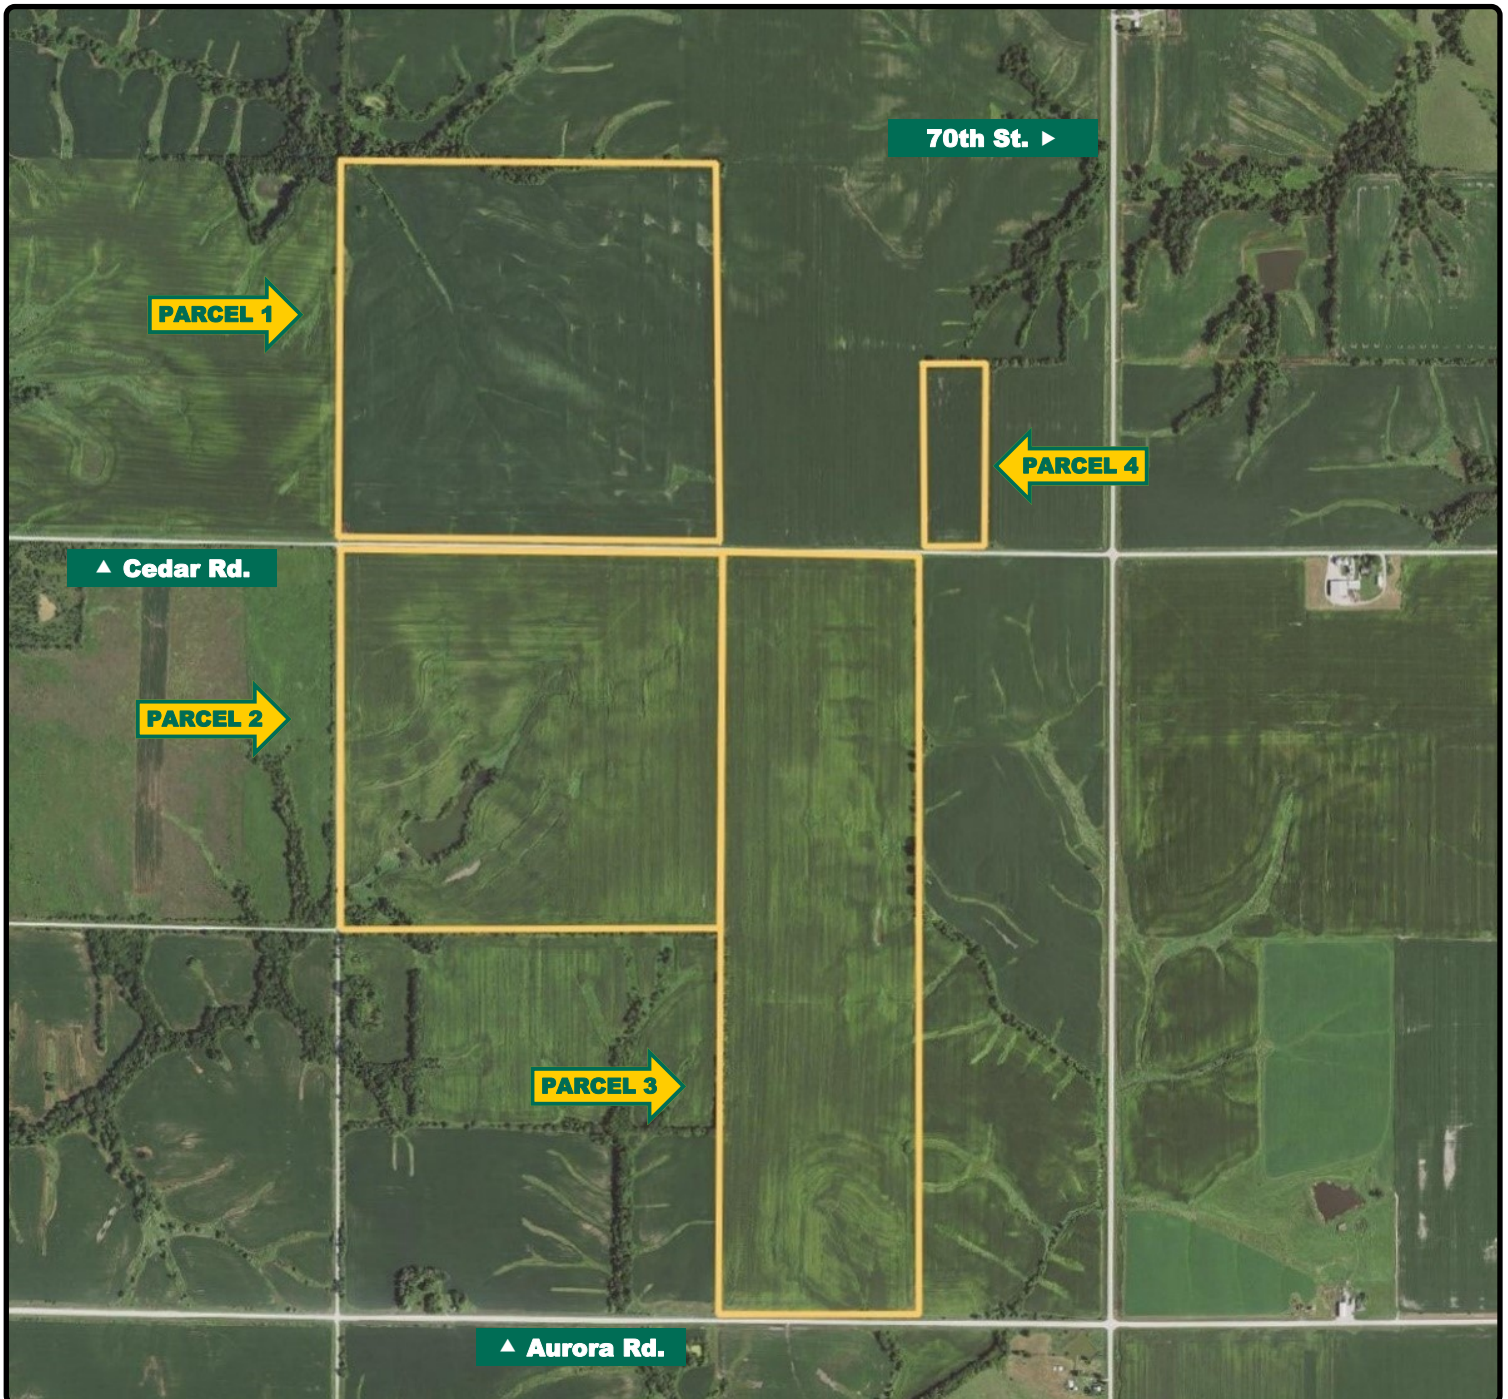 70th St. ▶
PARCEL 1
PARCEL 4
▲ Cedar Rd.
PARCEL 2
PARCEL 3
▲ Aurora Rd.